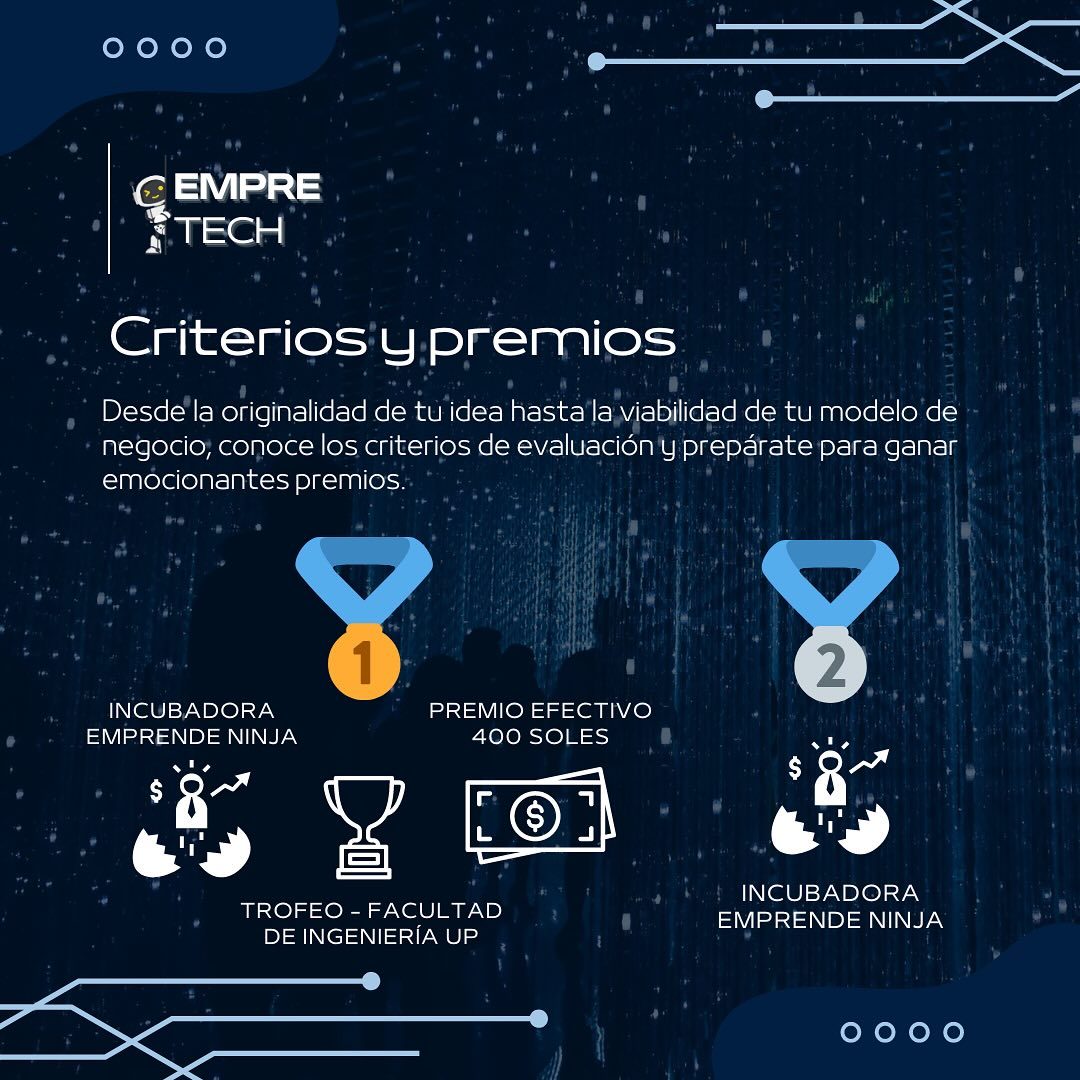 EMPRE
TECH
Criterios y premios
Desde la originalidad de tu idea hasta la viabilidad de tu modelo de
negocio, conoce los criterios de evaluación y prepárate para ganar
emocionantes premios.
1
2
INCUBADORA
EMPRENDE NINJA
PREMIO EFECTIVO
400 SOLES
$
$
$
TROFEO - FACULTAD
DE INGENIERÍA UP
INCUBADORA
EMPRENDE NINJA